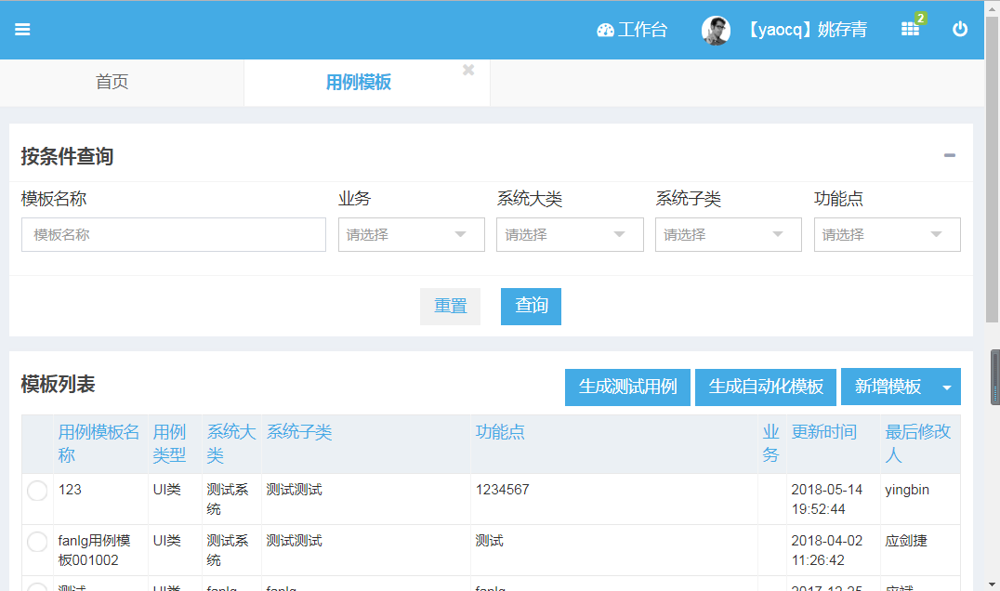 工作台 【yaocq】姚存青 2
首页 用例模板
按条件查询
模板名称 业务 系统大类 系统子类 功能点
模板名称 请选择 请选择 请选择 请选择
重置 查询
模板列表 生成测试用例 生成自动化模板 新增模板
用例模板名称 用例类型 系统大类 系统子类 功能点 业务 更新时间 最后修改人
123 UI类 测试系统 测试测试 1234567 2018-05-14 19:52:44 yingbin
fanlg用例模板001002 UI类 测试系统 测试测试 测试 2018-04-02 11:26:42 应剑捷
测试 UI类 fanlg fanlg fanlg 2017-12-25